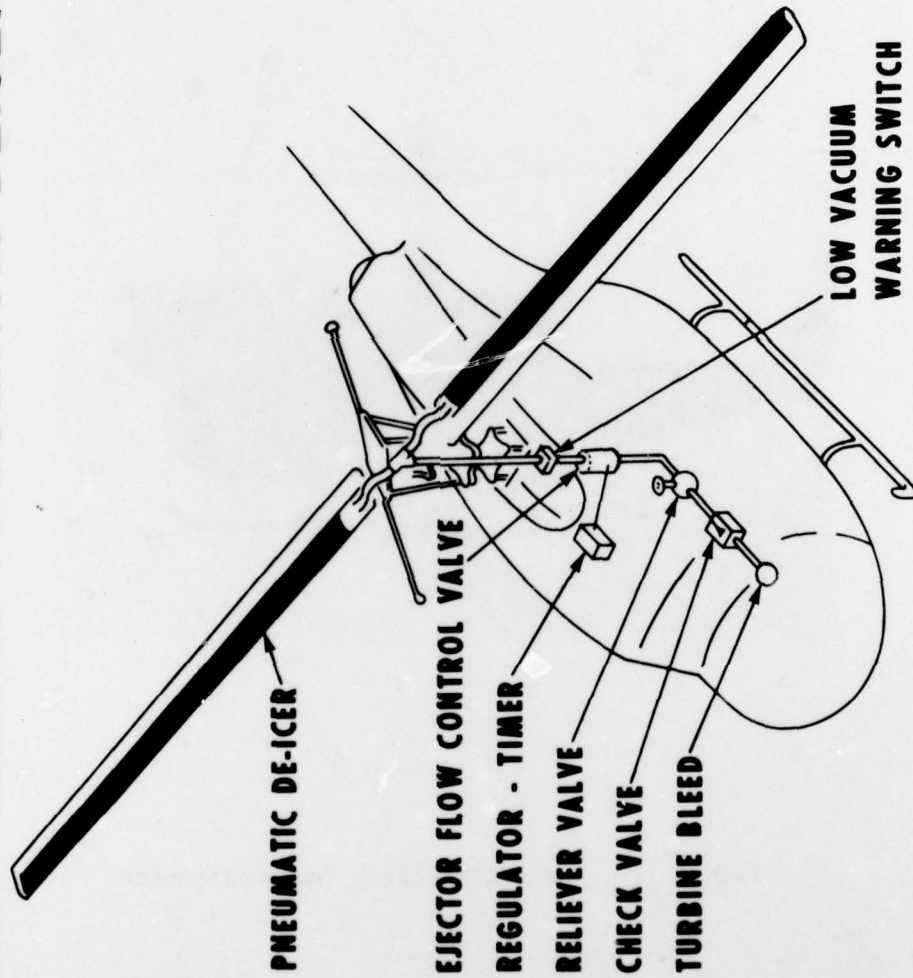 PNEUMATIC DE-ICER
EJECTOR FLOW CONTROL VALVE
REGULATOR - TIMER
RELIEVER VALVE
CHECK VALVE
TURBINE BLEED
LOW VACUUM
WARNING SWITCH